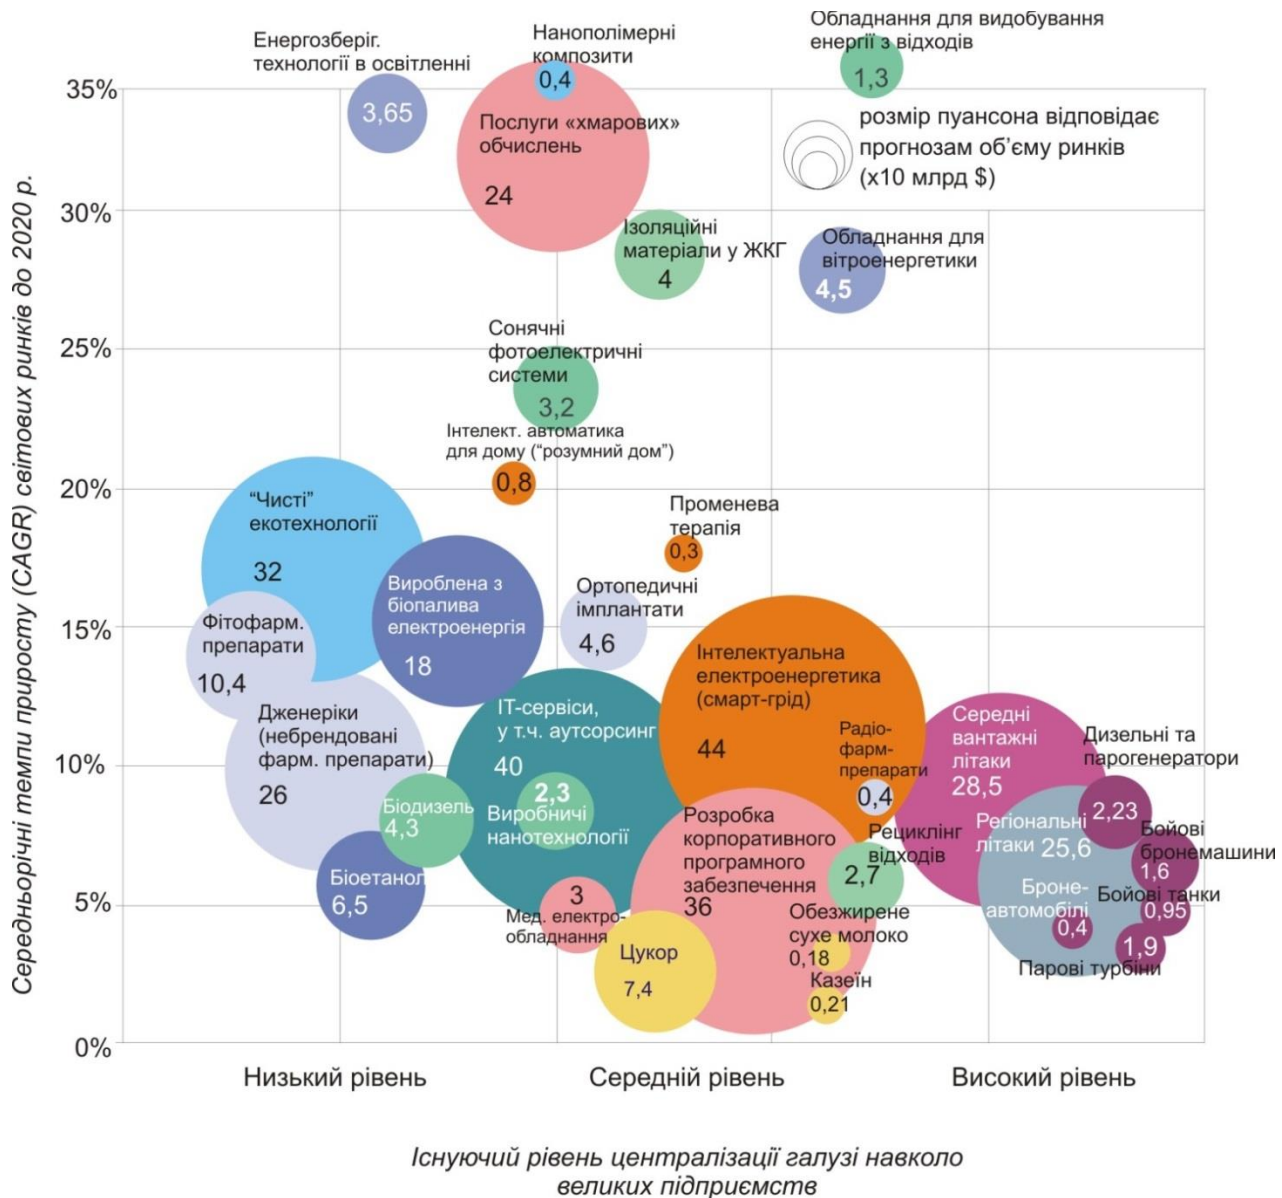 Енергозберіг.
технології в освітленні
3,65
Нанополімерні
композити
0,4
Послуги «хмарових»
обчислень
24
Обладнання для видобування
енергії з відходів
1,3
розмір пуансона відповідає
прогнозам об’єму ринків
(х10 млрд $)
Ізоляційні
матеріали у ЖКГ
4
Обладнання для
вітроенергетики
4,5
Сонячні
фотоелектричні
системи
3,2
Інтелект. автоматика
для дому (“розумний дом”)
0,8
Променева
терапія
0,3
“Чисті”
екотехнології
32
Вироблена з
біопалива
електроенергія
18
Ортопедичні
імплантати
4,6
Фітофарм.
препарати
10,4
Дженеріки
(небрендовані
фарм. препарати)
26
ІТ-сервіси,
у т.ч. аутсорсинг
40
2,3
Виробничі
нанотехнології
Інтелектуальна
електроенергетика
(смарт-грід)
44
Радіо-
фарм-
препарати
0,4
Середні
вантажні
літаки
28,5
Дизельні та
парогенератори
2,23
Біодизель
4,3
Біоетанол
6,5
Розробка
корпоративного
програмного
забезпечення
36
Рециклінг
відходів
2,7
Регіональні
літаки 25,6
Бойові
бронемашини
1,6
Бойові танки
0,95
Броне-
автомобілі
0,4
1,9
Парові турбіни
3
Мед. електро-
обладнання
Цукор
7,4
Обезжирене
сухе молоко
0,18
Казеїн
0,21
35%
30%
25%
20%
15%
10%
5%
0%
Середньорічні темпи приросту (CAGR) світових ринків до 2020 р.
Низький рівень
Середній рівень
Високий рівень
Існуючий рівень централізації галузі навколо
великих підприємств